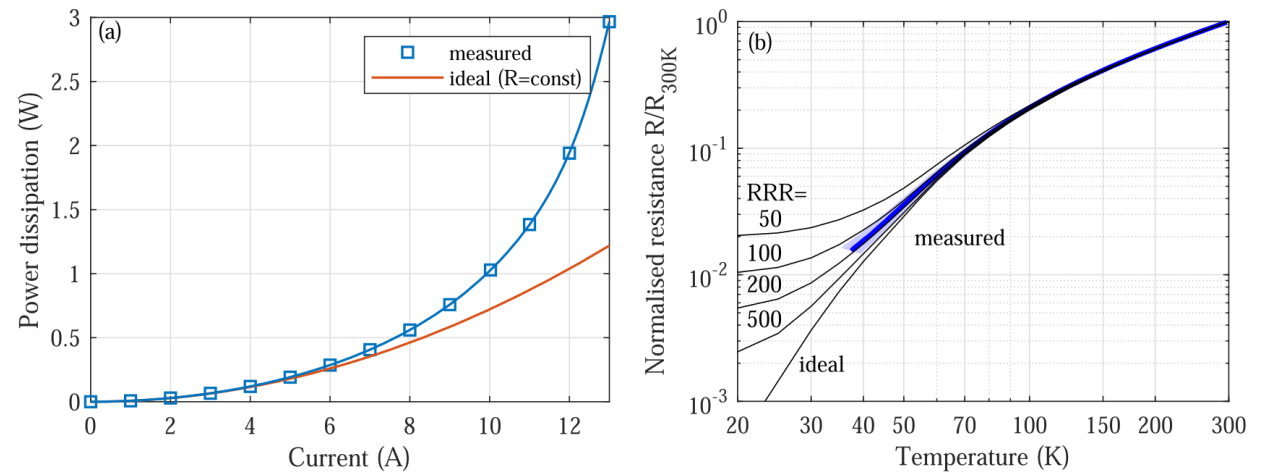 (a)
measured
ideal (R=const)
3
2.5
2
1.5
1
0.5
0
0 2 4 6 8 10 12
Power dissipation (W)
Current (A)
(b)
RRR=
50
100
200
500
ideal
measured
10^0
10^-1
10^-2
10^-3
20 30 40 50 70 100 150 200 300
Normalised resistance R/R_300K
Temperature (K)